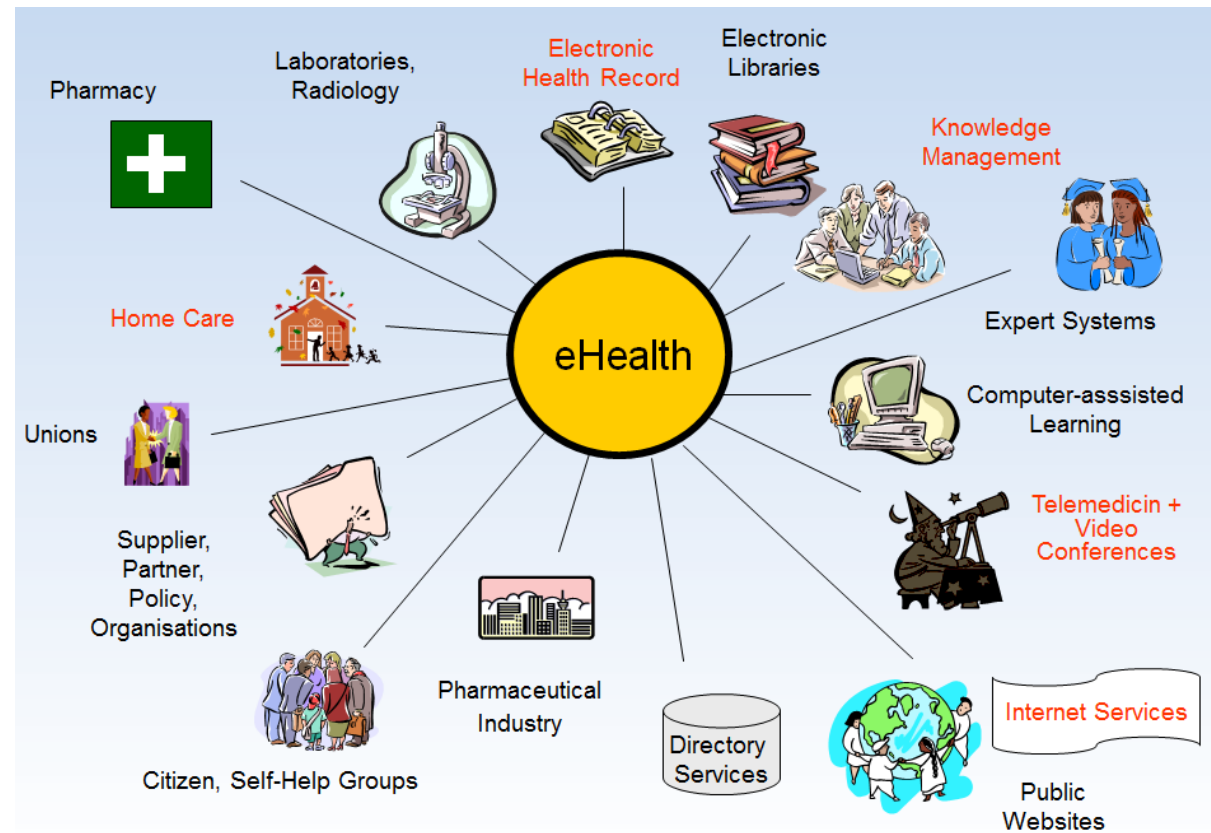 Pharmacy
Laboratories,
Radiology
Electronic
Health Record
Electronic
Libraries
Knowledge
Management
Expert Systems
Home Care
eHealth
Computer-asssisted
Learning
Unions
Telemedicin +
Video
Conferences
Supplier,
Partner,
Policy,
Organisations
Pharmaceutical
Industry
Citizen, Self-Help Groups
Directory
Services
Internet Services
Public
Websites